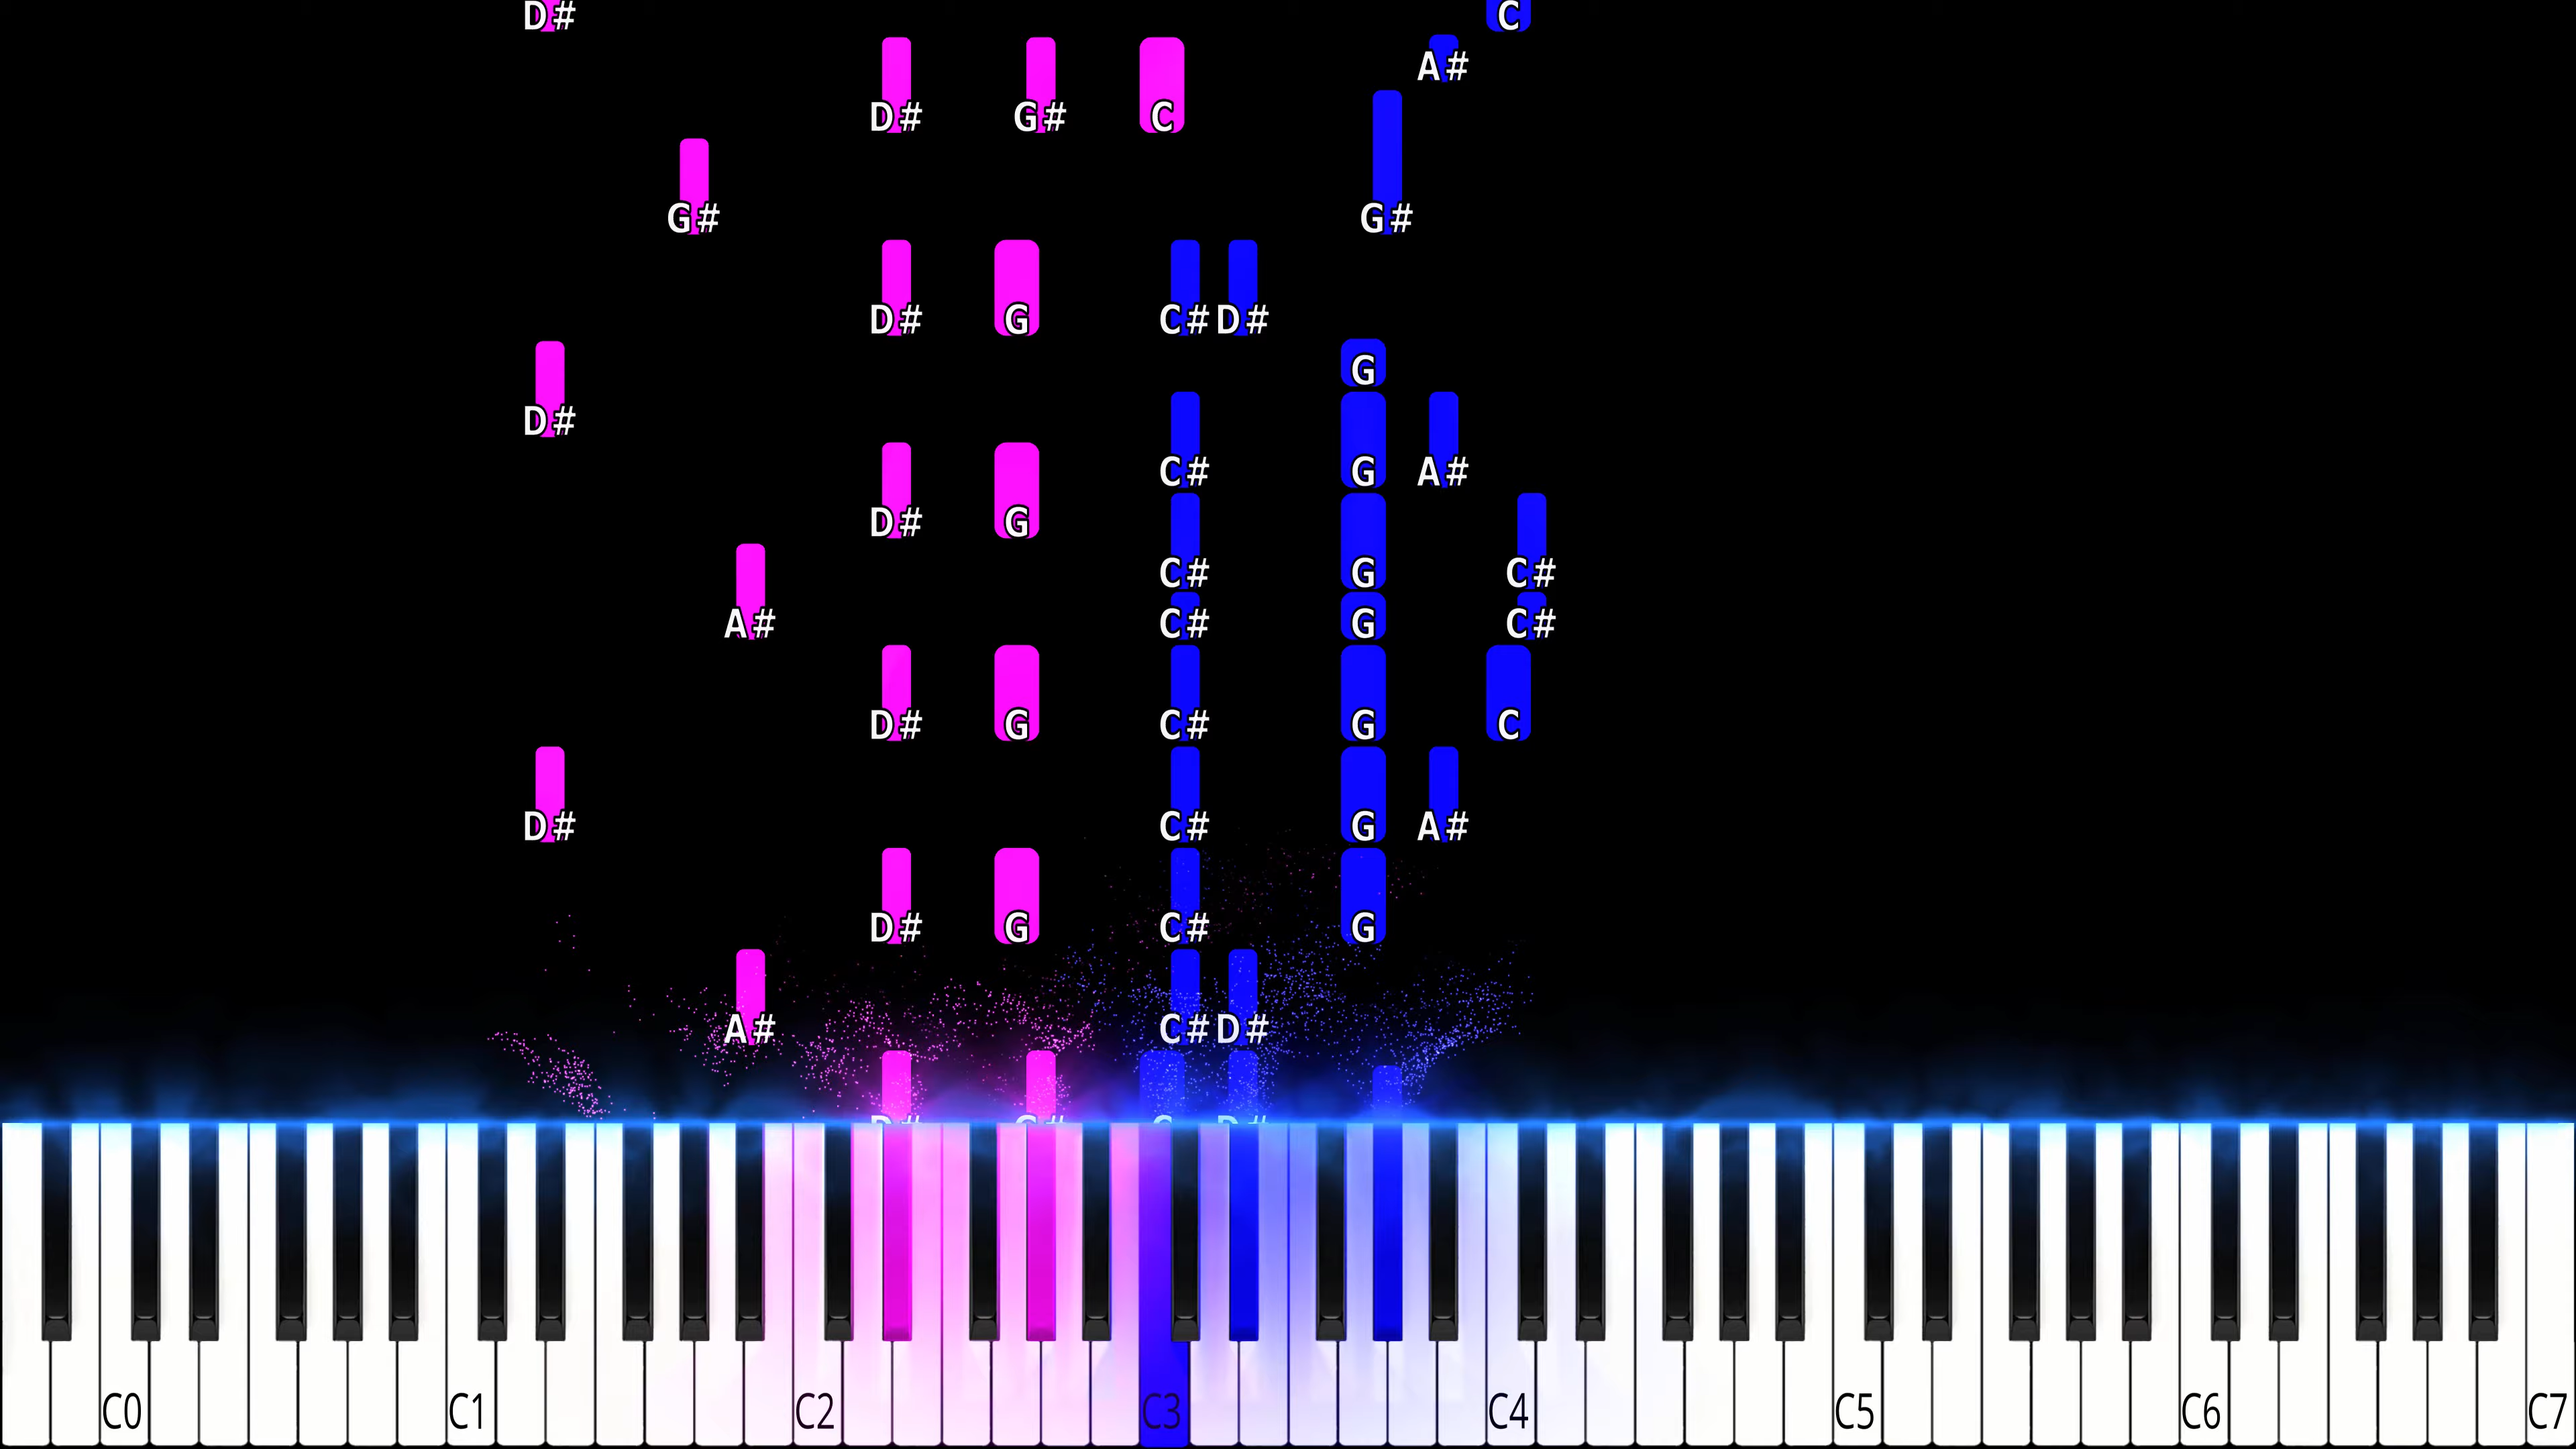 D# C
A#
D# G# C
G# G#
D# G C# D#
G
D#
C# G A#
D# G
C# G C#
A# C# G C#
D# G C# G C
D# C# G A#
D# G C# G
A# C# D#
D# G# C D#
C0 C1 C2 C3 C4 C5 C6 C7